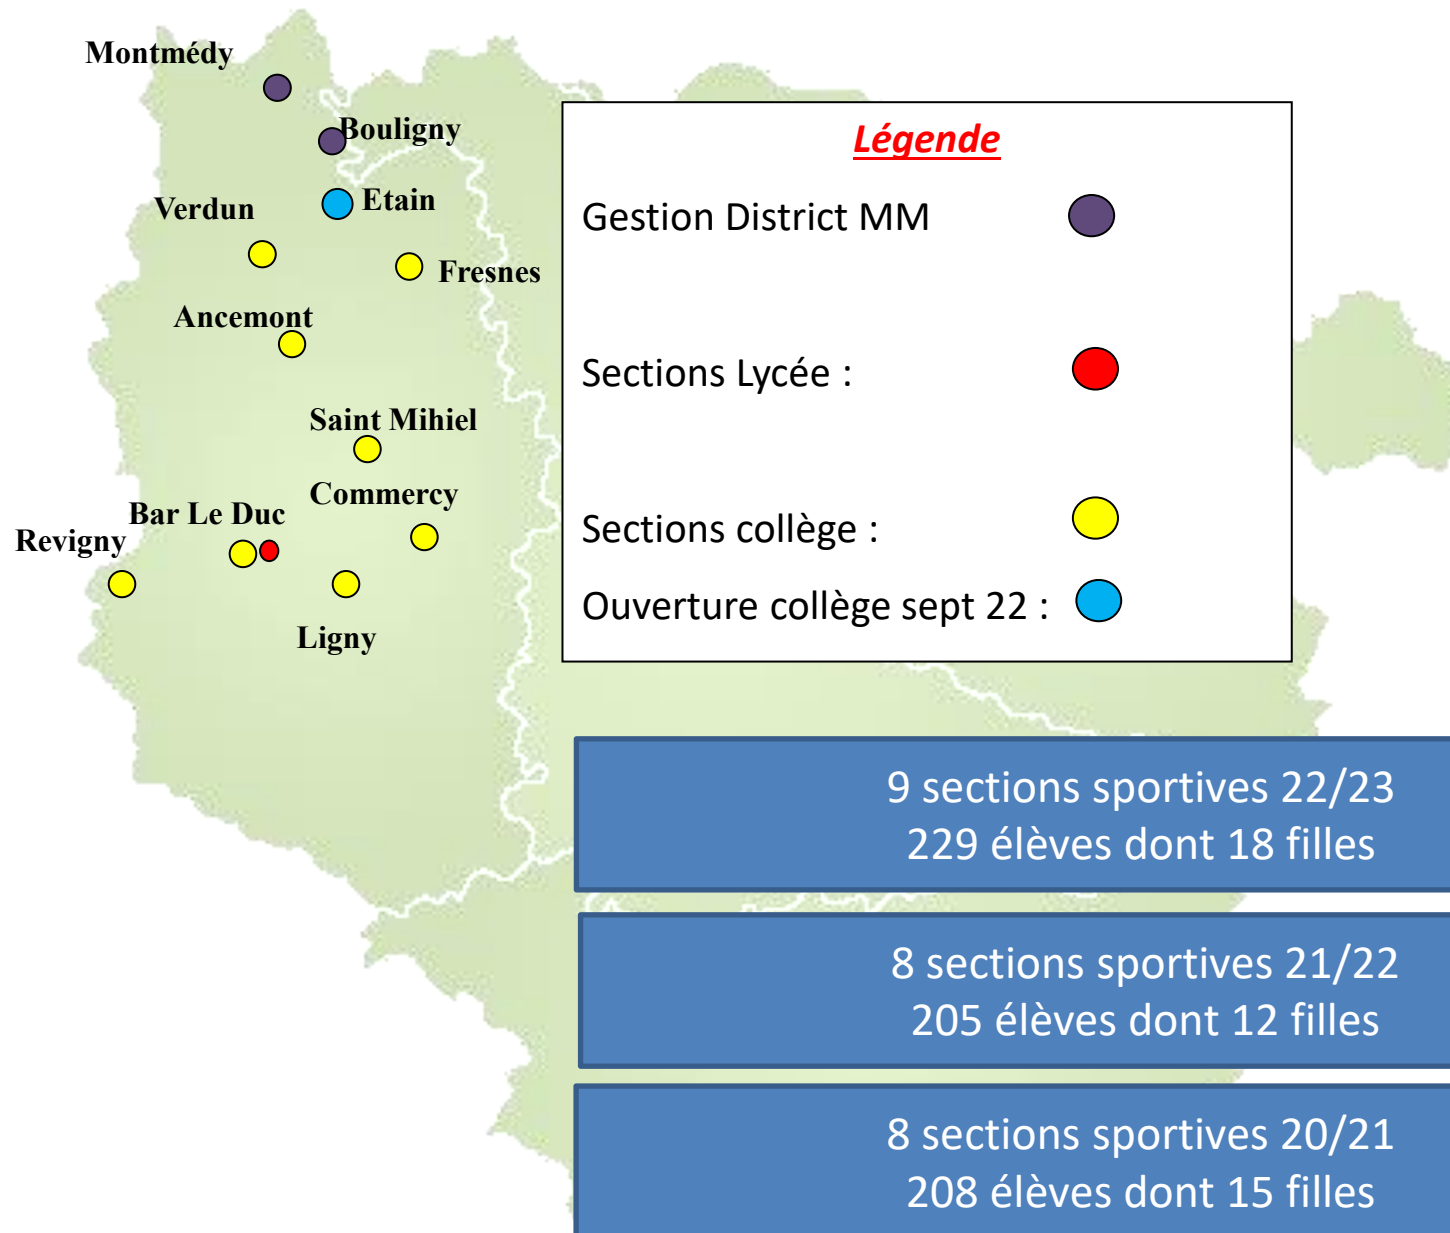 Montmédy
Bouligny
Etain
Verdun
Fresnes
Ancemont
Saint Mihiel
Commercy
Bar Le Duc
Revigny
Ligny
Légende
Gestion District MM
Sections Lycée :
Sections collège :
Ouverture collège sept 22 :
9 sections sportives 22/23
229 élèves dont 18 filles
8 sections sportives 21/22
205 élèves dont 12 filles
8 sections sportives 20/21
208 élèves dont 15 filles